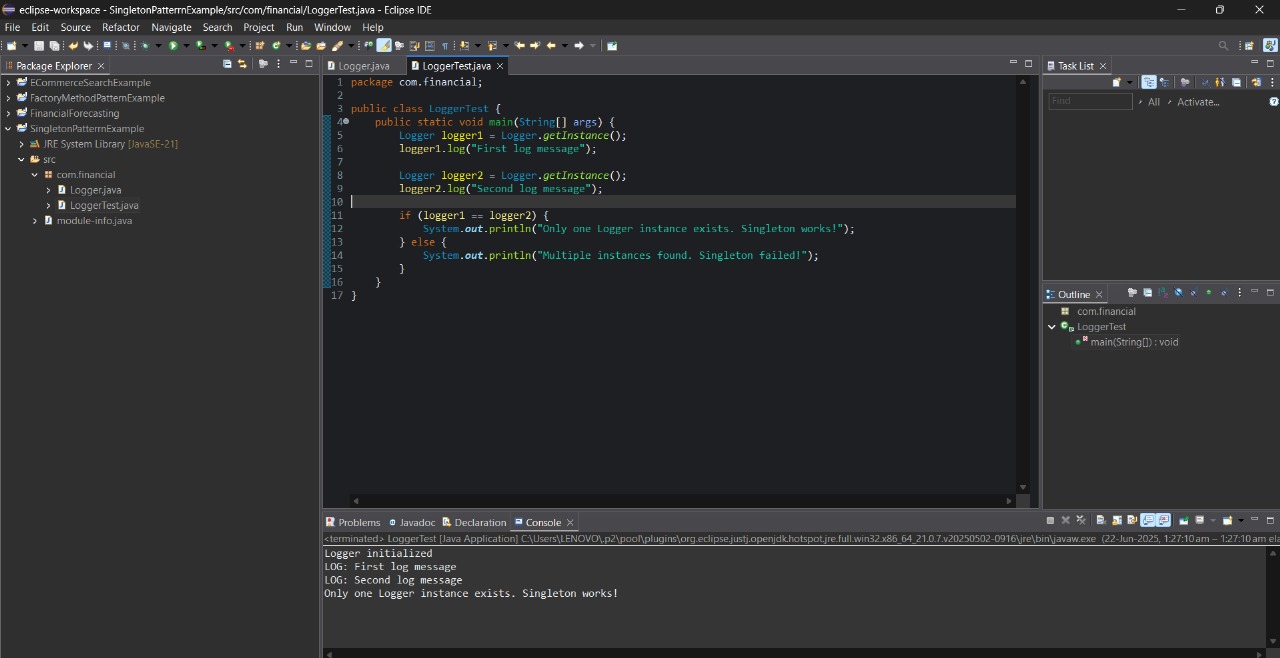 eclipse-workspace - SingletonPatterrnExample/src/com/financial/LoggerTest.java - Eclipse IDE
File Edit Source Refactor Navigate Search Project Run Window Help
Package Explorer
ECommerceSearchExample
FactoryMethodPatternExample
FinancialForecasting
SingletonPatterrnExample
JRE System Library [JavaSE-21]
src
com.financial
Logger.java
LoggerTest.java
module-info.java
Logger.java LoggerTest.java
1 package com.financial;
2
3 public class LoggerTest {
4 public static void main(String[] args) {
5 Logger logger1 = Logger.getInstance();
6 logger1.log("First log message");
7
8 Logger logger2 = Logger.getInstance();
9 logger2.log("Second log message");
10
11 if (logger1 == logger2) {
12 System.out.println("Only one Logger instance exists. Singleton works!");
13 } else {
14 System.out.println("Multiple instances found. Singleton failed!");
15 }
16 }
17 }
Task List
Find All Activate...
Outline
com.financial
LoggerTest
main(String[]) : void
Problems Javadoc Declaration Console
<terminated> LoggerTest [Java Application] C:\Users\LENOVO\.p2\pool\plugins\org.eclipse.justj.openjdk.hotspot.jre.full.win32.x86_64_21.0.7.v20250502-0916\jre\bin\javaw.exe (22-Jun-2025, 1:27:10 am – 1:27:10 am ela
Logger initialized
LOG: First log message
LOG: Second log message
Only one Logger instance exists. Singleton works!